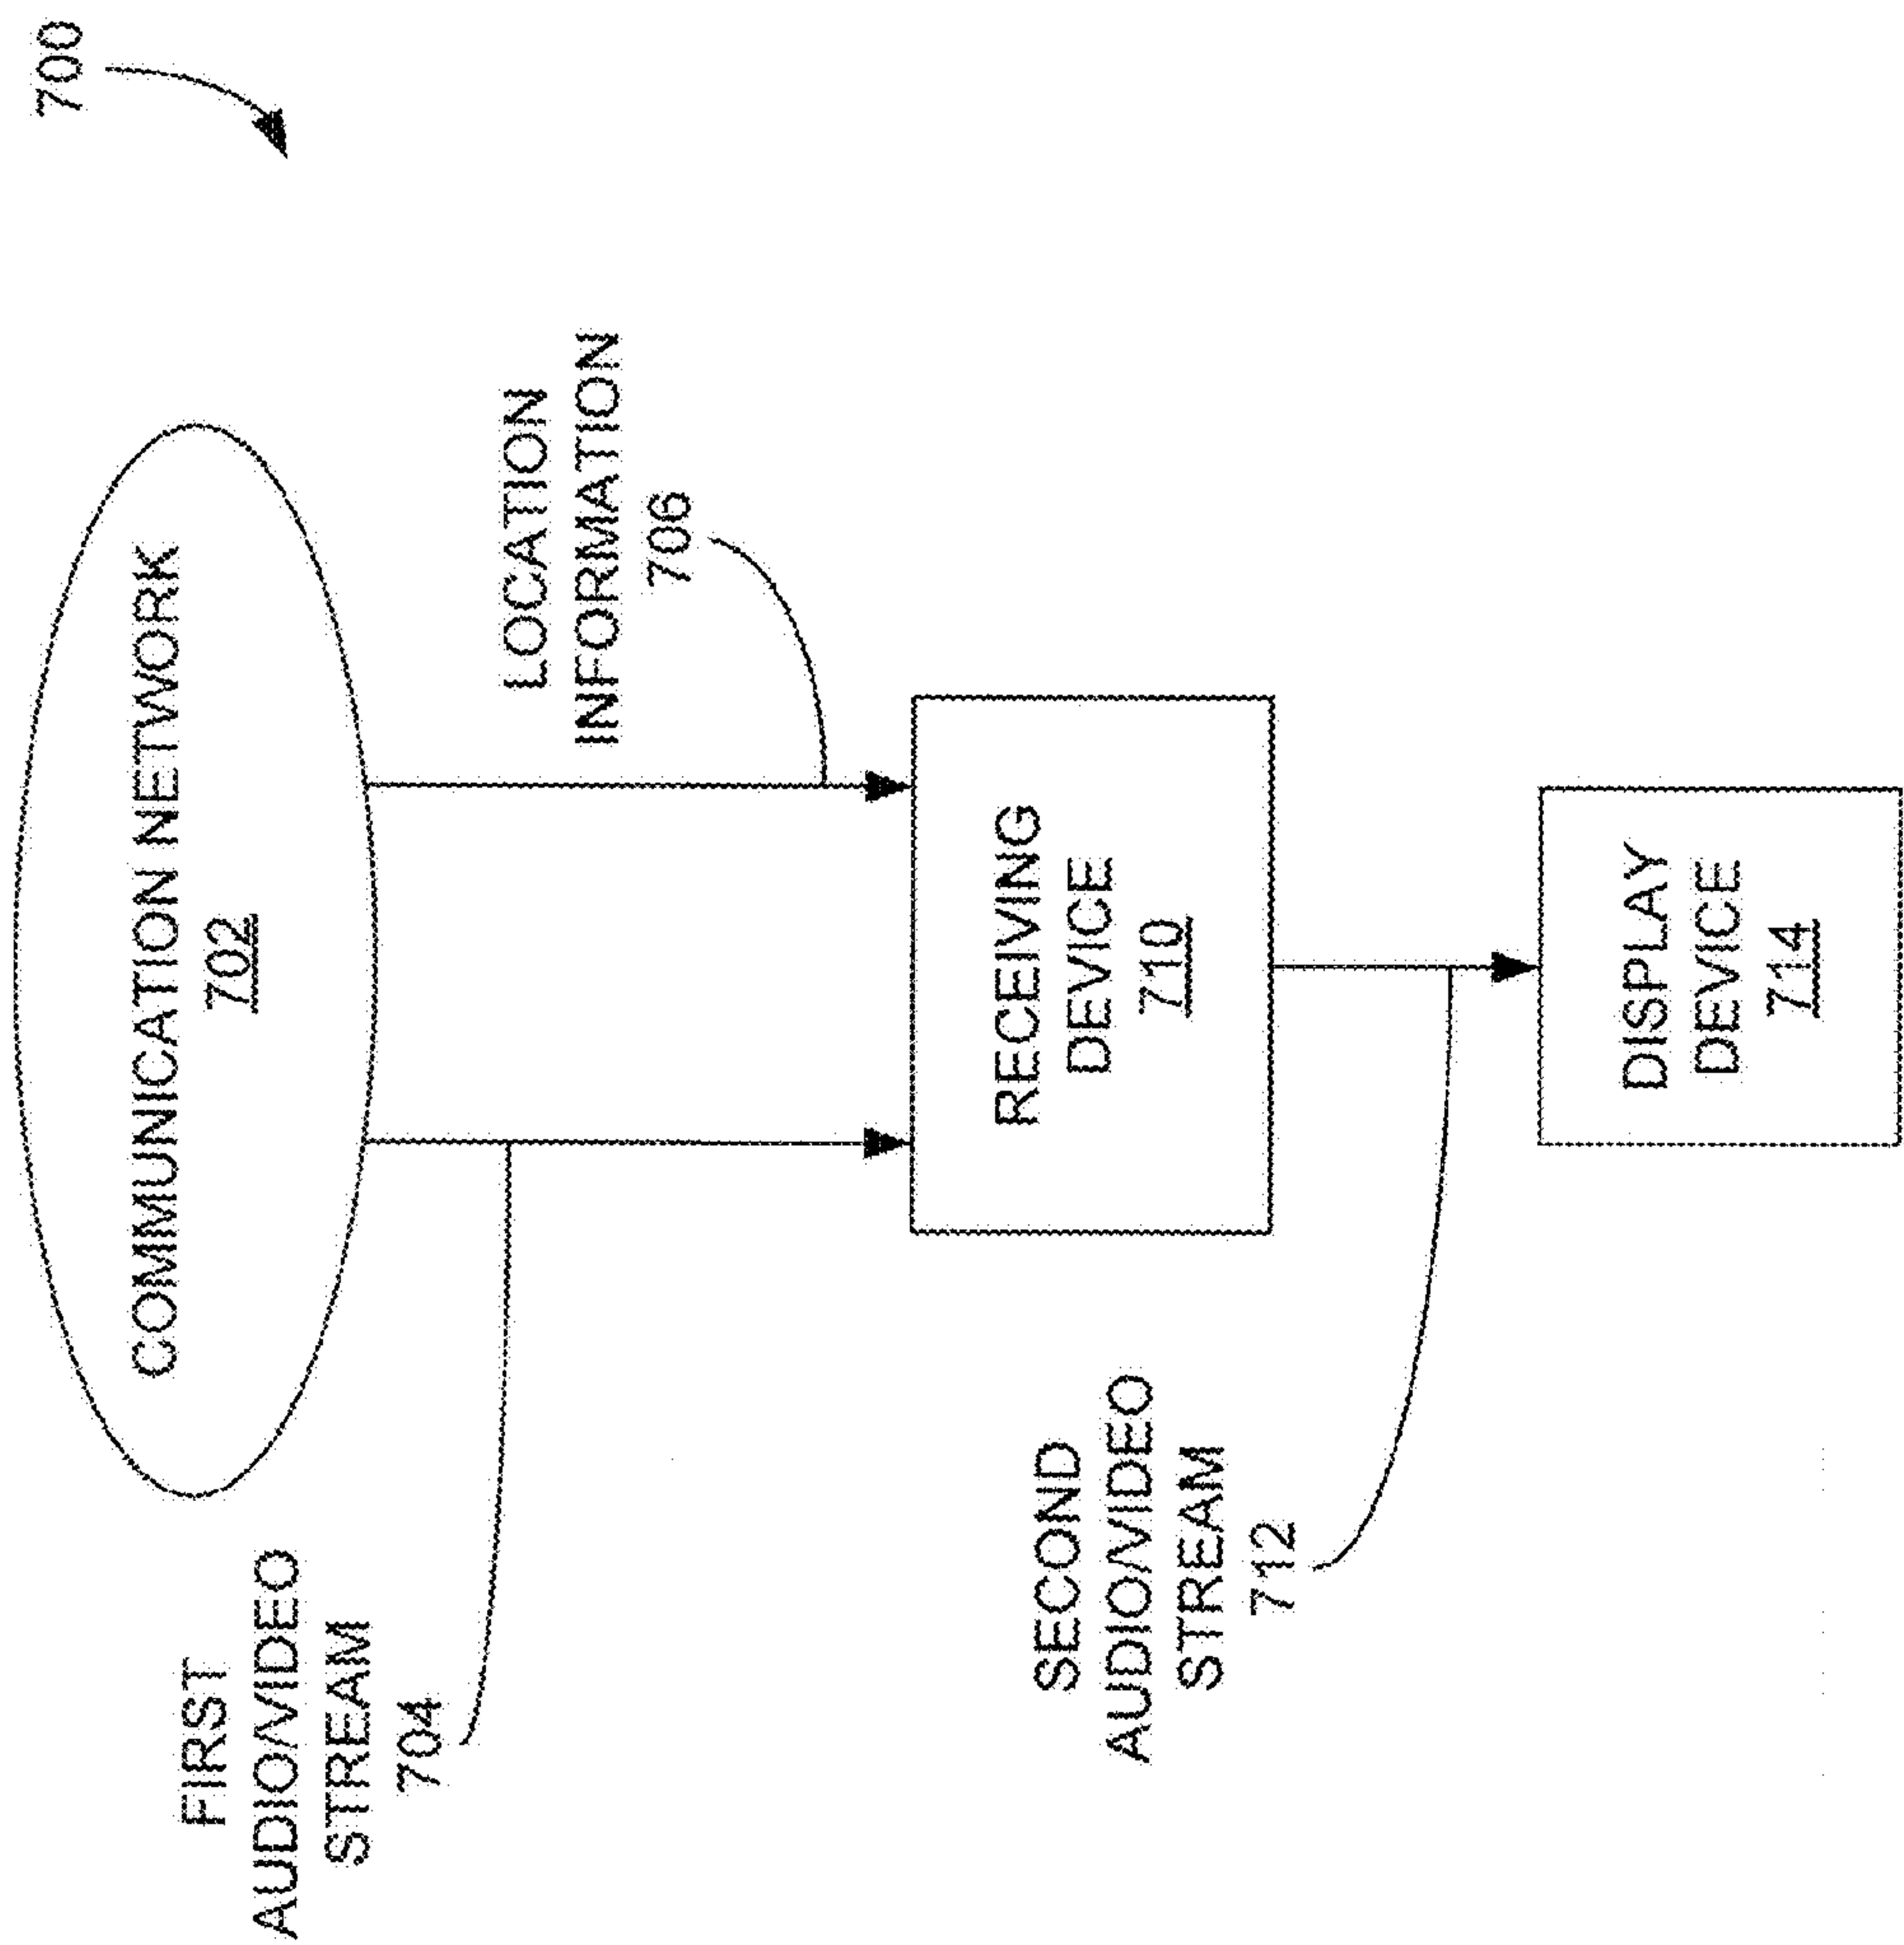 700
COMMUNICATION NETWORK
702
FIRST
AUDIO/VIDEO
STREAM
704
LOCATION
INFORMATION
706
RECEIVING
DEVICE
710
SECOND
AUDIO/VIDEO
STREAM
712
DISPLAY
DEVICE
714